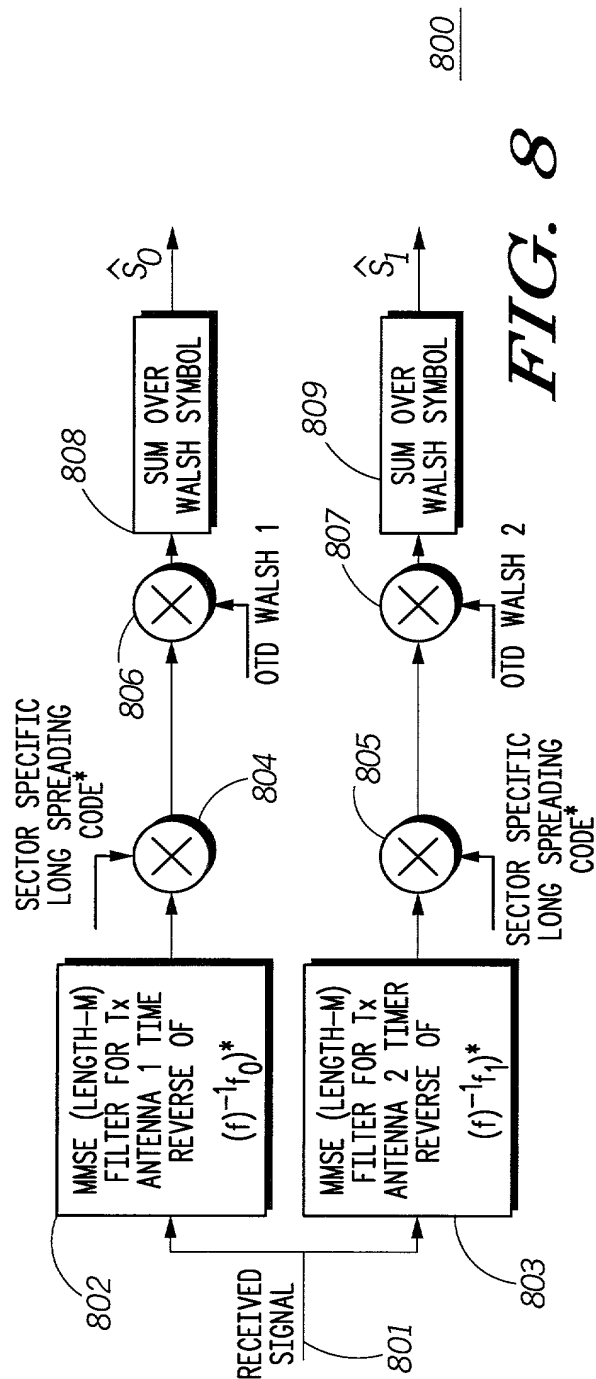 RECEIVED
SIGNAL
801
802
MMSE (LENGTH-M)
FILTER FOR Tx
ANTENNA 1 TIME
REVERSE OF
(f)⁻¹f₀)*
SECTOR SPECIFIC
LONG SPREADING
CODE*
804
806
OTD WALSH 1
808
SUM OVER
WALSH SYMBOL
Ŝ₀
803
MMSE (LENGTH-M)
FILTER FOR Tx
ANTENNA 2 TIMER
REVERSE OF
(f)⁻¹f₁)*
SECTOR SPECIFIC
LONG SPREADING
CODE*
805
807
OTD WALSH 2
809
SUM OVER
WALSH SYMBOL
Ŝ₁
800
FIG. 8